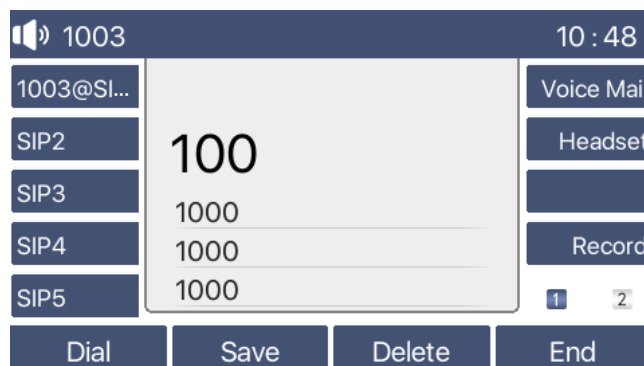 1003 10:48
1003@SI...
SIP2
SIP3
SIP4
SIP5
100
1000
1000
1000
Voice Mai
Headset
Record
1 2
Dial Save Delete End